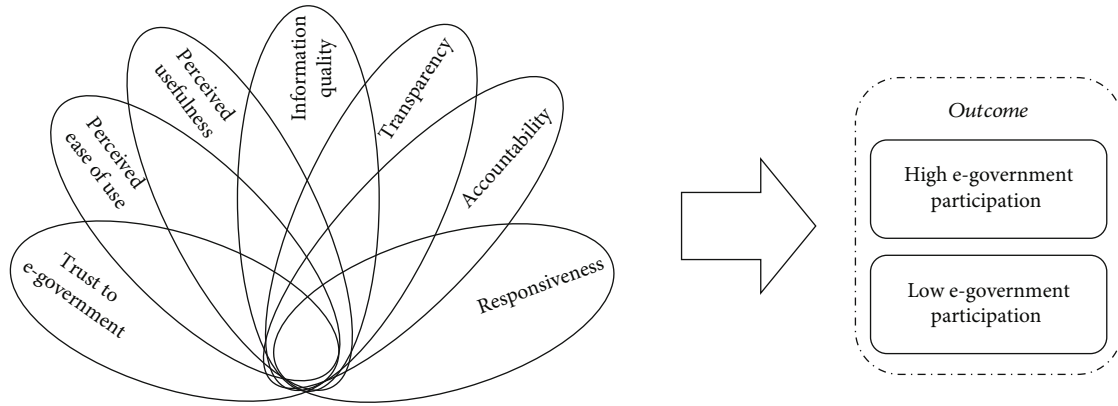 Trust to
e-government
Perceived
ease of use
Perceived
usefulness
Information
quality
Transparency
Accountability
Responsiveness
Outcome
High e-government
participation
Low e-government
participation